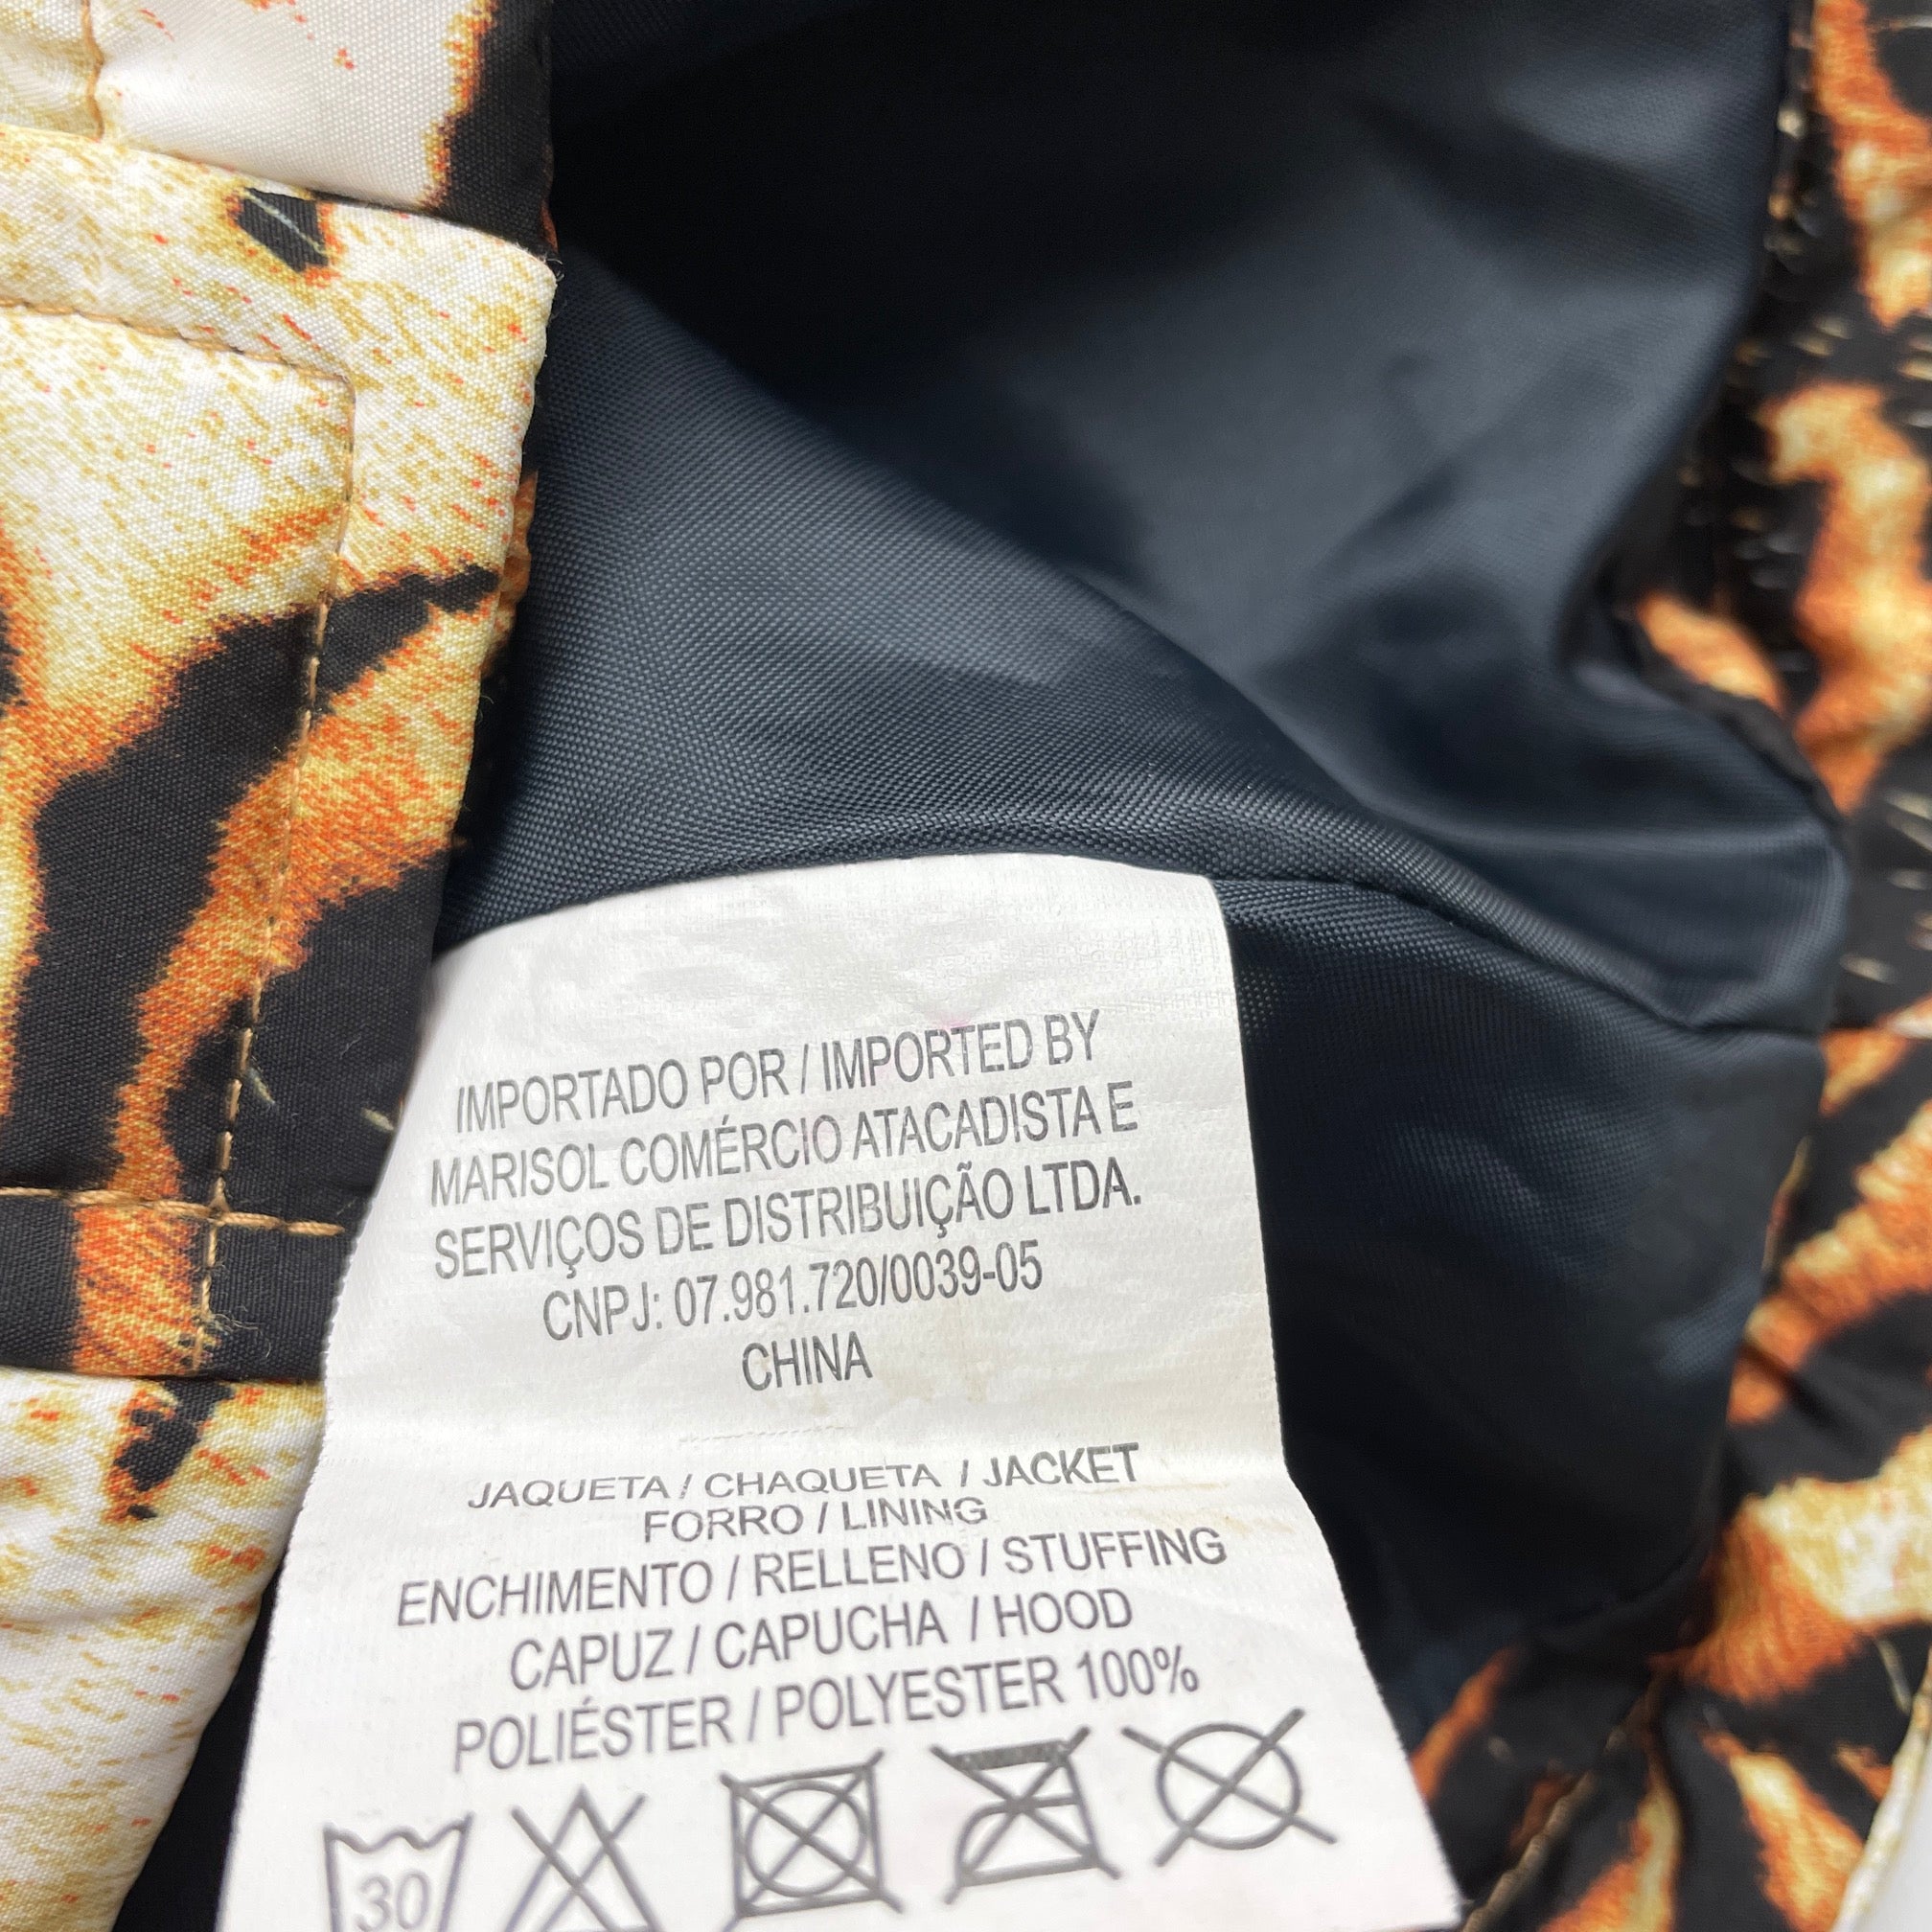 IMPORTADO POR / IMPORTED BY
MARISOL COMÉRCIO ATACADISTA E
SERVIÇOS DE DISTRIBUIÇÃO LTDA.
CNPJ: 07.981.720/0039-05
CHINA
JAQUETA / CHAQUETA / JACKET
FORRO / LINING
ENCHIMENTO / RELLENO / STUFFING
CAPUZ / CAPUCHA / HOOD
POLIÉSTER / POLYESTER 100%
30